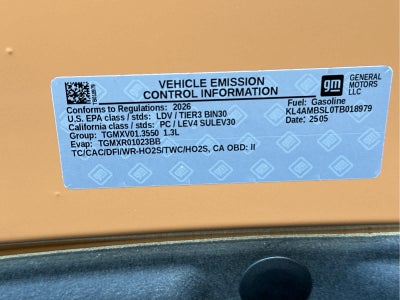 VEHICLE EMISSION
CONTROL INFORMATION
gm
GENERAL
MOTORS
LLC
Conforms to Regulations: 2026
U.S. EPA class / stds: LDV / TIER3 BIN30
California class / stds: PC / LEV4 SULEV30
Group: TGMXV01.3550 1.3L
Evap: TGMXR01023BB
TC/CAC/DFI/WR-HO2S/TWC/HO2S, CA OBD: II
Fuel: Gasoline
KL4AMBSL0TB018979
Date: 2505